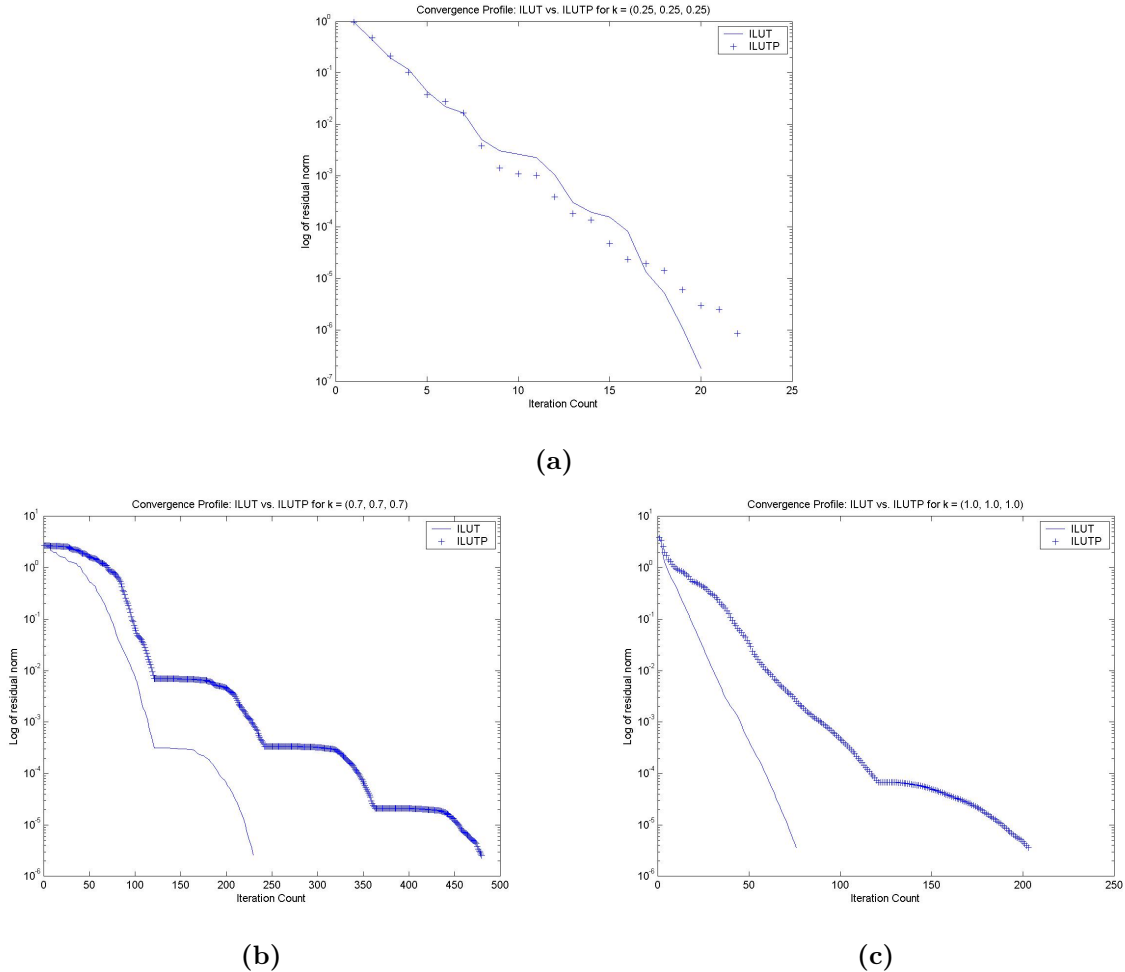 Convergence Profile: ILUT vs. ILUTP for k = (0.25, 0.25, 0.25)
10^0
10^-1
10^-2
10^-3
10^-4
10^-5
10^-6
10^-7
log of residual norm
ILUT
ILUTP
0 5 10 15 20 25
Iteration Count
(a)
Convergence Profile: ILUT vs. ILUTP for k = (0.7, 0.7, 0.7)
10^1
10^0
10^-1
10^-2
10^-3
10^-4
10^-5
10^-6
Log of residual norm
ILUT
ILUTP
0 50 100 150 200 250 300 350 400 450 500
Iteration Count
(b)
Convergence Profile: ILUT vs. ILUTP for k = (1.0, 1.0, 1.0)
10^1
10^0
10^-1
10^-2
10^-3
10^-4
10^-5
10^-6
Log of residual norm
ILUT
ILUTP
0 50 100 150 200 250
Iteration Count
(c)